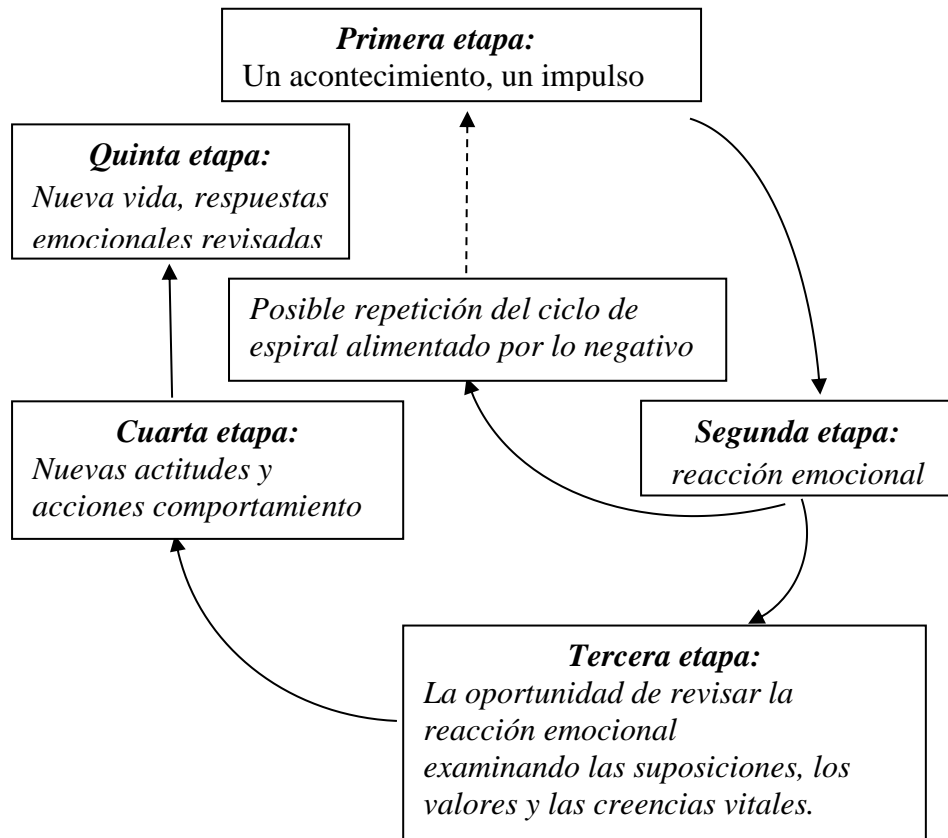 Primera etapa:
Un acontecimiento, un impulso
Quinta etapa:
Nueva vida, respuestas
emocionales revisadas
Posible repetición del ciclo de
espiral alimentado por lo negativo
Cuarta etapa:
Nuevas actitudes y
acciones comportamiento
Segunda etapa:
reacción emocional
Tercera etapa:
La oportunidad de revisar la
reacción emocional
examinando las suposiciones, los
valores y las creencias vitales.